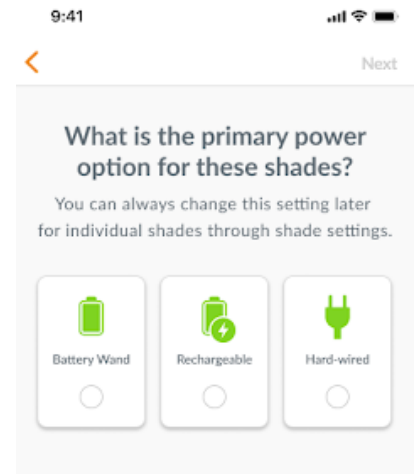 9:41
Next
What is the primary power
option for these shades?
You can always change this setting later
for individual shades through shade settings.
Battery Wand
Rechargeable
Hard-wired